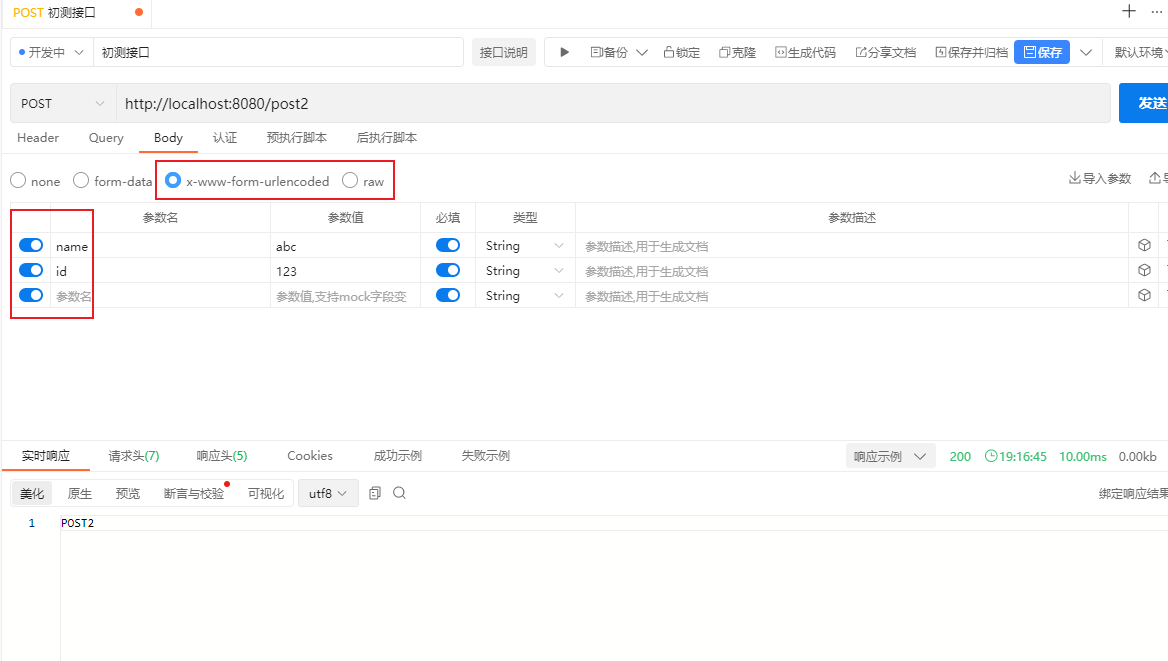 POST 初测接口
开发中 初测接口 接口说明 备份 锁定 克隆 生成代码 分享文档 保存并归档 保存 默认环境
POST http://localhost:8080/post2 发送
Header Query Body 认证 预执行脚本 后执行脚本
none form-data x-www-form-urlencoded raw 导入参数
参数名 参数值 必填 类型 参数描述
name abc String 参数描述,用于生成文档
id 123 String 参数描述,用于生成文档
参数名 参数值,支持mock字段变 String 参数描述,用于生成文档
实时响应 请求头(7) 响应头(5) Cookies 成功示例 失败示例 响应示例 200 19:16:45 10.00ms 0.00kb
美化 原生 预览 断言与校验 可视化 utf8 绑定响应结果
1 POST2